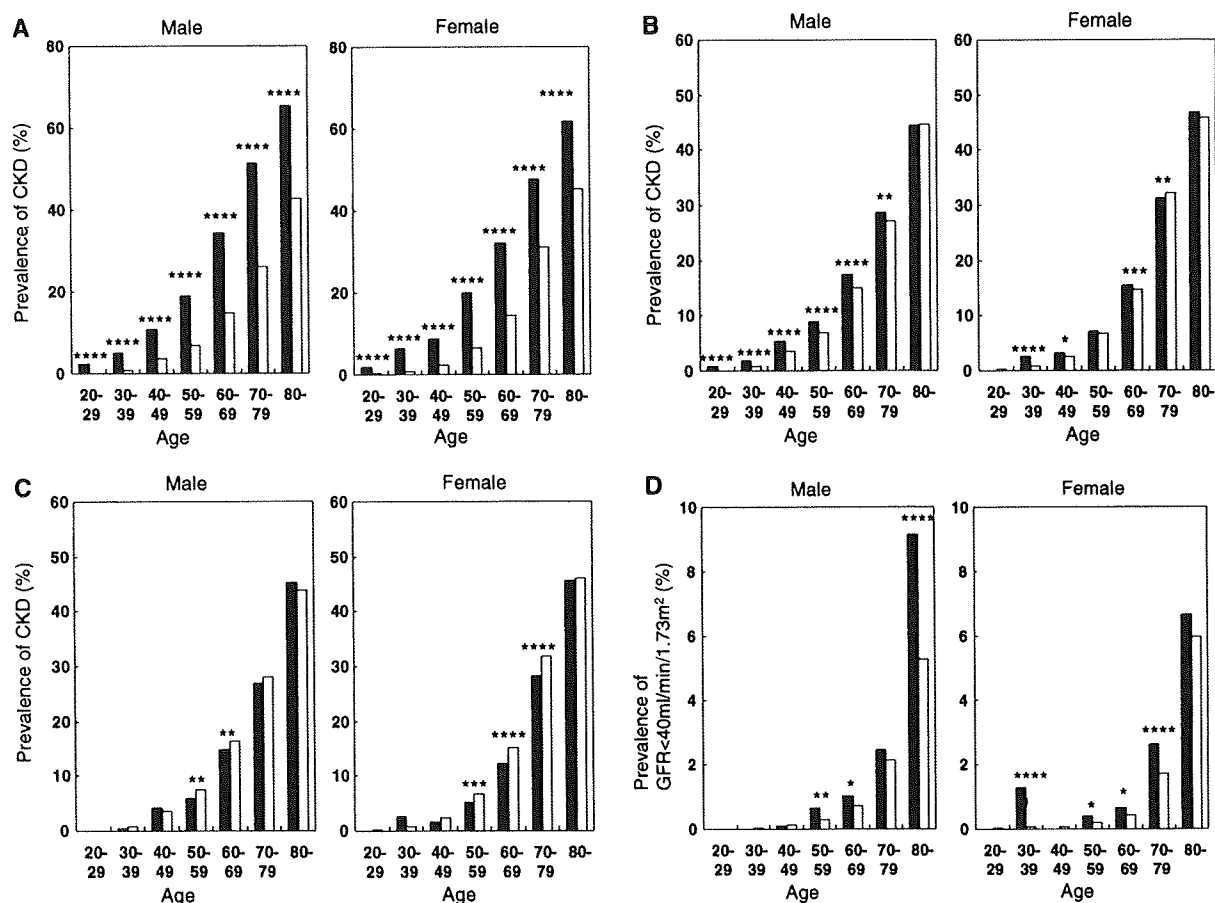 A
Male
Female
Prevalence of CKD (%)
80
60
40
20
0
**** **** **** **** **** **** ****
20-29 30-39 40-49 50-59 60-69 70-79 80-
Age
80
60
40
20
0
**** **** **** **** **** **** ****
20-29 30-39 40-49 50-59 60-69 70-79 80-
Age
B
Male
Female
Prevalence of CKD (%)
60
50
40
30
20
10
0
**** **** **** **** **** **
20-29 30-39 40-49 50-59 60-69 70-79 80-
Age
60
50
40
30
20
10
0
**** * *** **
20-29 30-39 40-49 50-59 60-69 70-79 80-
Age
C
Male
Female
Prevalence of CKD (%)
60
50
40
30
20
10
0
** **
20-29 30-39 40-49 50-59 60-69 70-79 80-
Age
60
50
40
30
20
10
0
*** **** ****
20-29 30-39 40-49 50-59 60-69 70-79 80-
Age
D
Male
Female
Prevalence of
GFR<40ml/min/1.73m² (%)
10
8
6
4
2
0
** * ****
20-29 30-39 40-49 50-59 60-69 70-79 80-
Age
10
8
6
4
2
0
**** * * ****
20-29 30-39 40-49 50-59 60-69 70-79 80-
Age